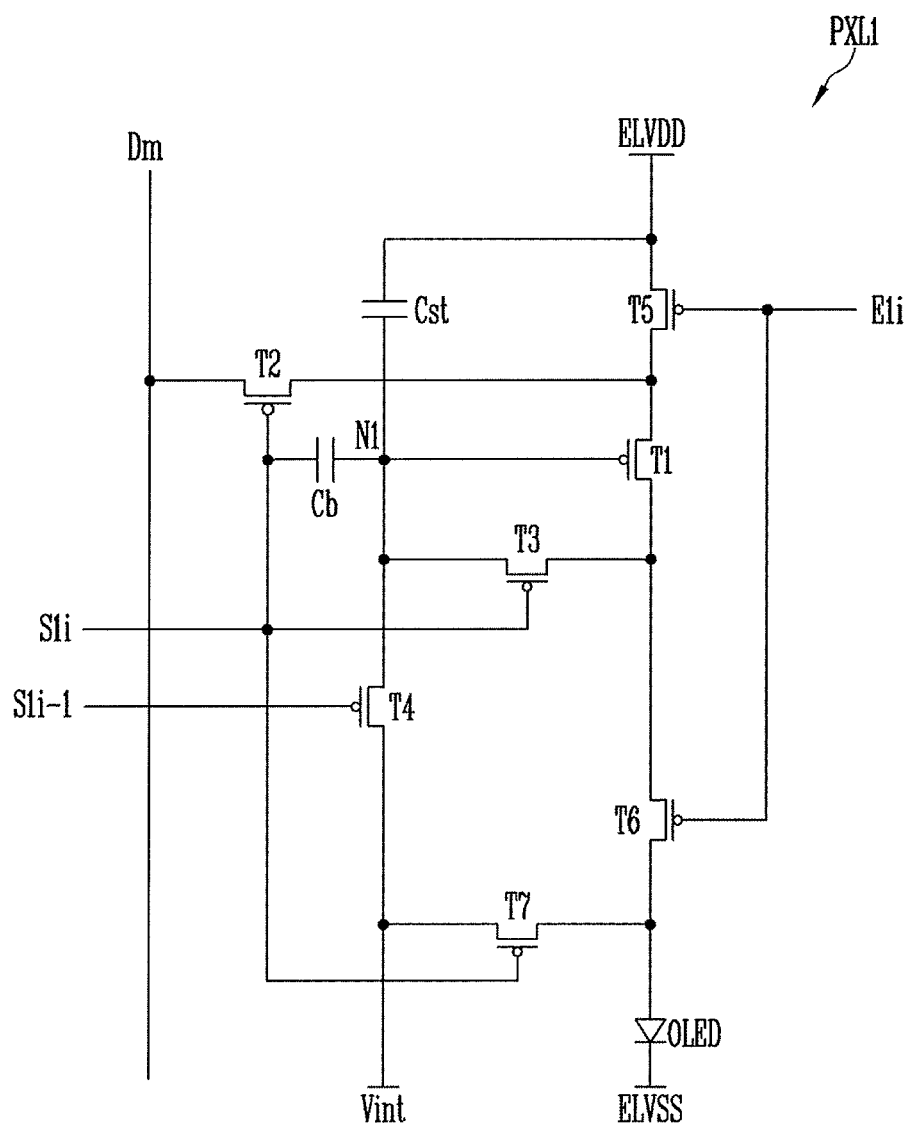 PXL1
Dm
ELVDD
Cst
T5
E1i
T2
N1
T1
Cb
T3
S1i
S1i-1
T4
T6
T7
OLED
Vint
ELVSS